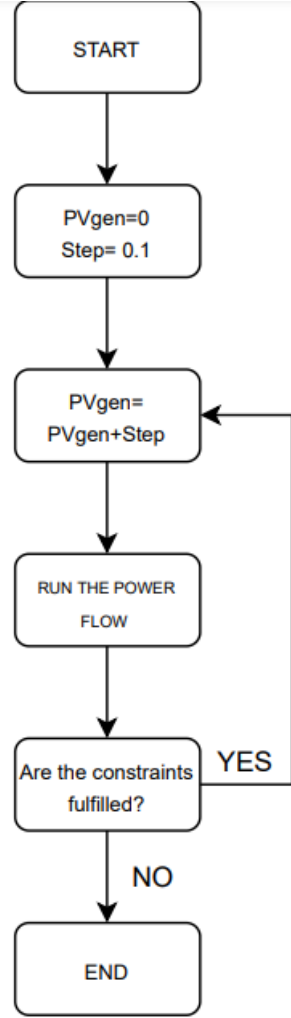 START
PVgen=0
Step= 0.1
PVgen=
PVgen+Step
RUN THE POWER
FLOW
Are the constraints
fulfilled?
YES
NO
END